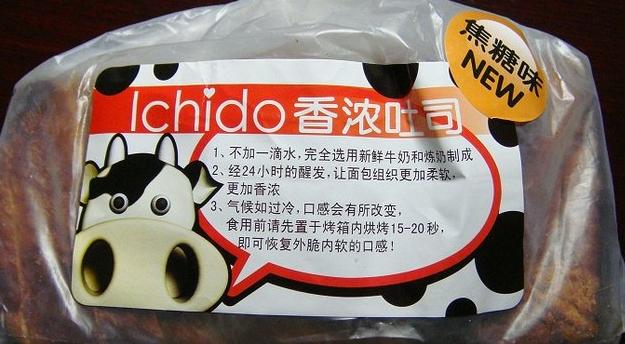 焦糖味
NEW
Ichido 香浓吐司
1、不加一滴水，完全选用新鲜牛奶和炼奶制成
2、经24小时的醒发，让面包组织更加柔软，
更加香浓
3、气候如过冷，口感会有所改变，
食用前请先置于烤箱内烘烤15-20秒，
即可恢复外脆内软的口感！